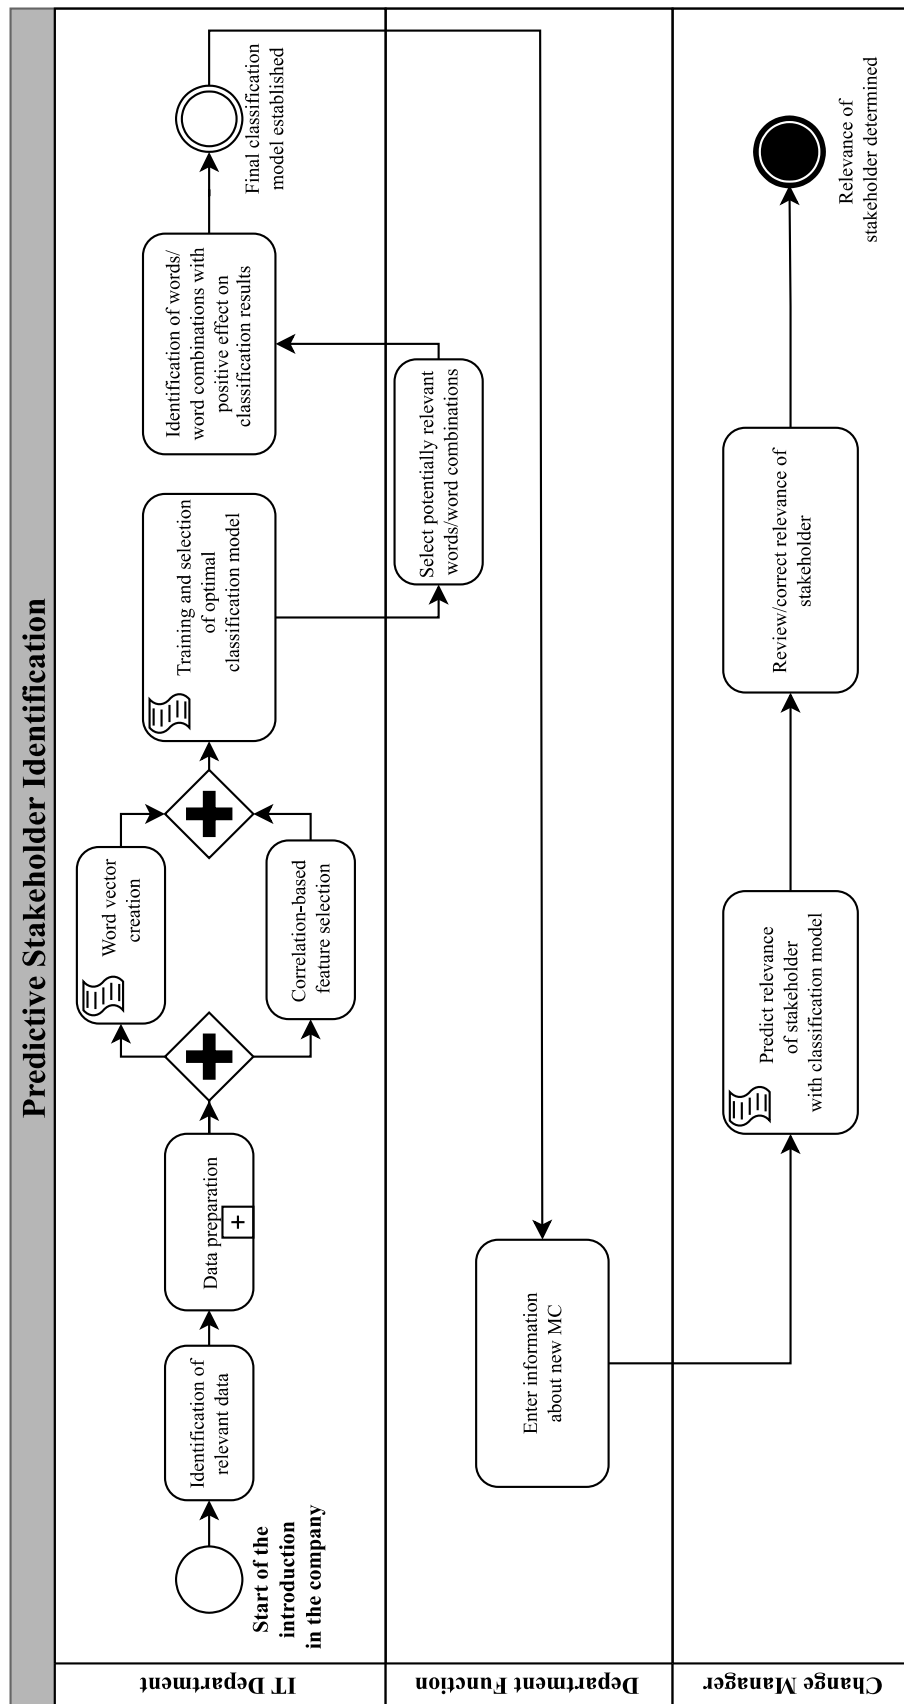 Predictive Stakeholder Identification
IT Department
Start of the
introduction
in the company
Identification of
relevant data
Data preparation
+
Word vector
creation
Correlation-based
feature selection
Training and selection
of optimal
classification model
Identification of words/
word combinations with
positive effect on
classification results
Final classification
model established
Department Function
Enter information
about new MC
Select potentially relevant
words/word combinations
Change Manager
Predict relevance
of stakeholder
with classification model
Review/correct relevance of
stakeholder
Relevance of
stakeholder determined